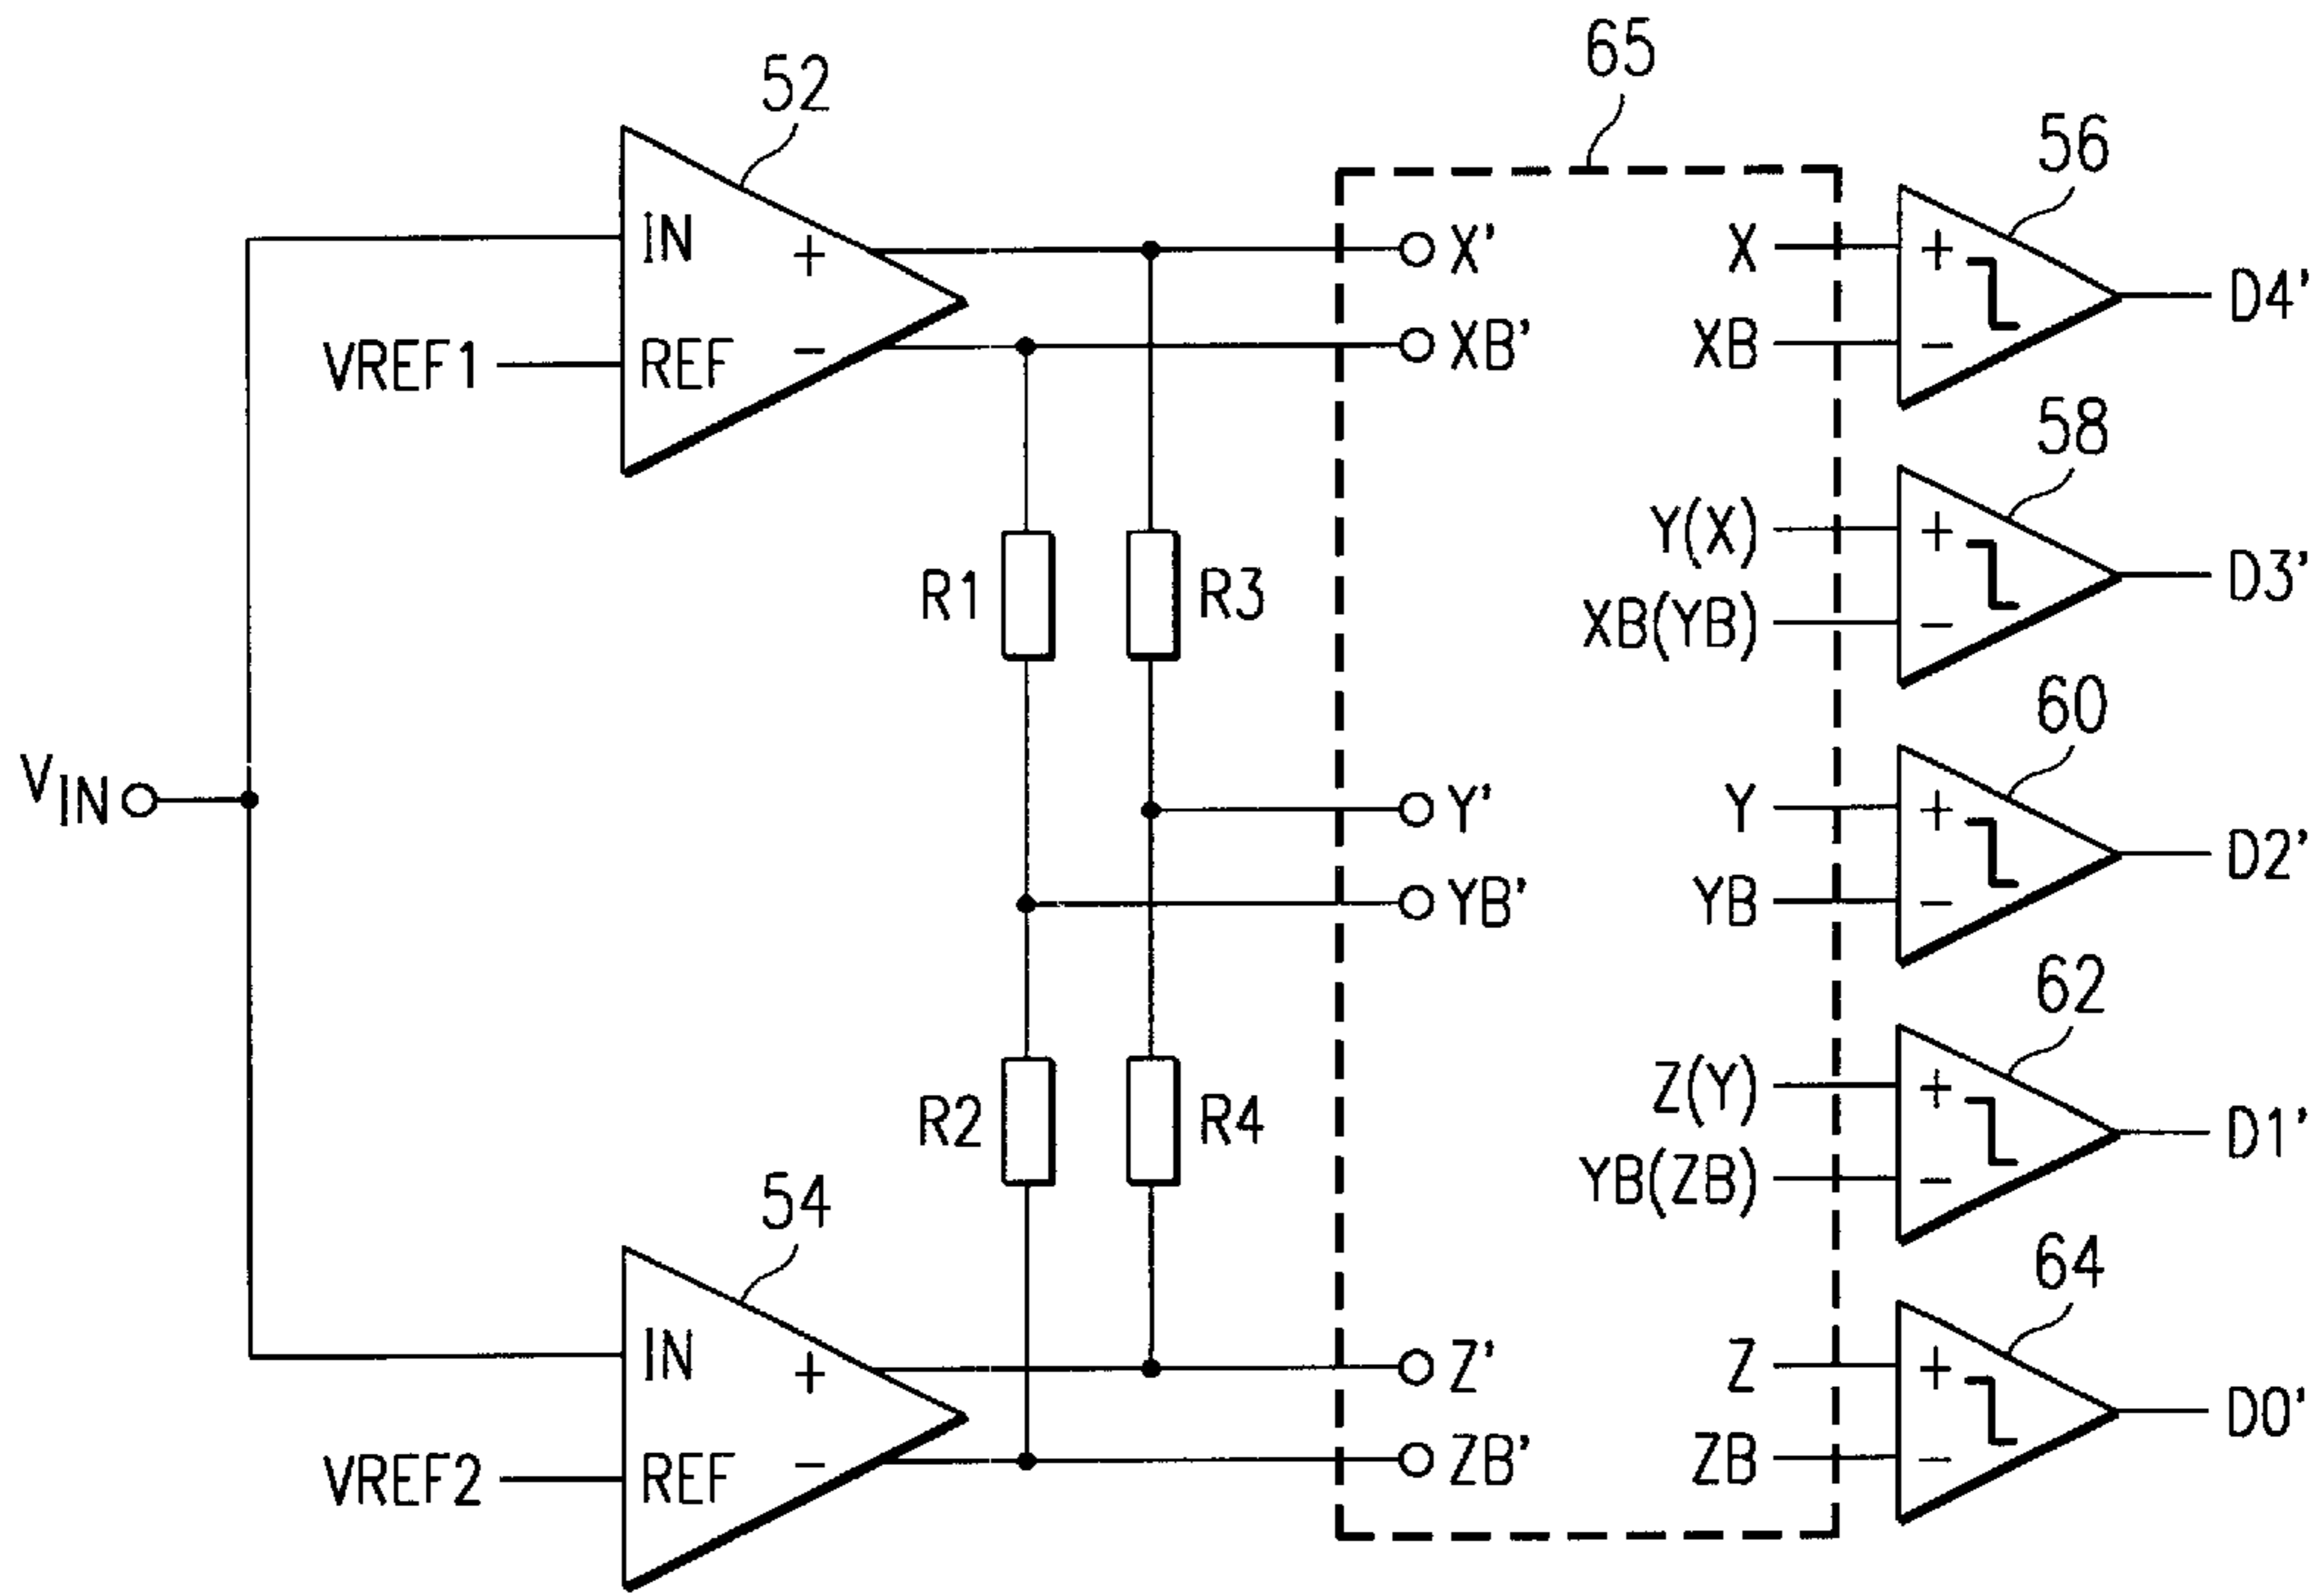 65
52
56
IN
+
X'
X
+
D4'
VREF1
REF
−
XB'
XB
−
58
Y(X)
+
D3'
R1
R3
XB(YB)
−
60
VIN
Y'
Y
+
D2'
YB'
YB
−
62
Z(Y)
+
D1'
R2
R4
YB(ZB)
−
54
64
IN
+
Z'
Z
+
D0'
VREF2
REF
−
ZB'
ZB
−